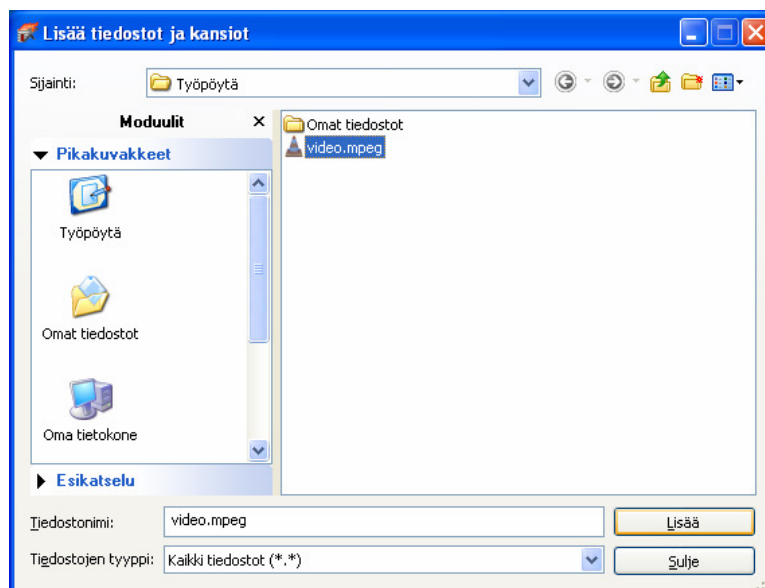 Lisää tiedostot ja kansiot
Sijainti: Työpöytä
Moduulit
Pikakuvakkeet
Työpöytä
Omat tiedostot
Oma tietokone
Esikatselu
Omat tiedostot
video.mpeg
Tiedostonimi: video.mpeg Lisää
Tiedostojen tyyppi: Kaikki tiedostot (*.*) Sulje